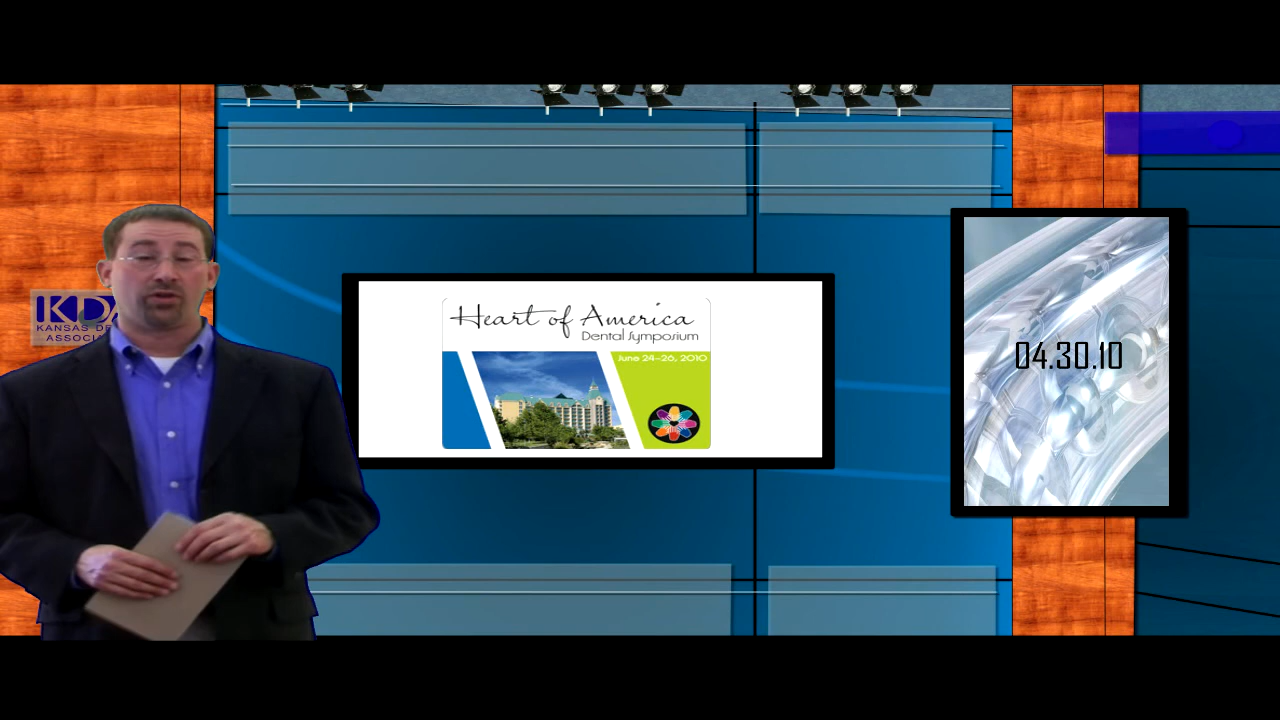 KDA
KANSAS DE
ASSOCI
Heart of America
Dental Symposium
June 24-26, 2010
04.30.10